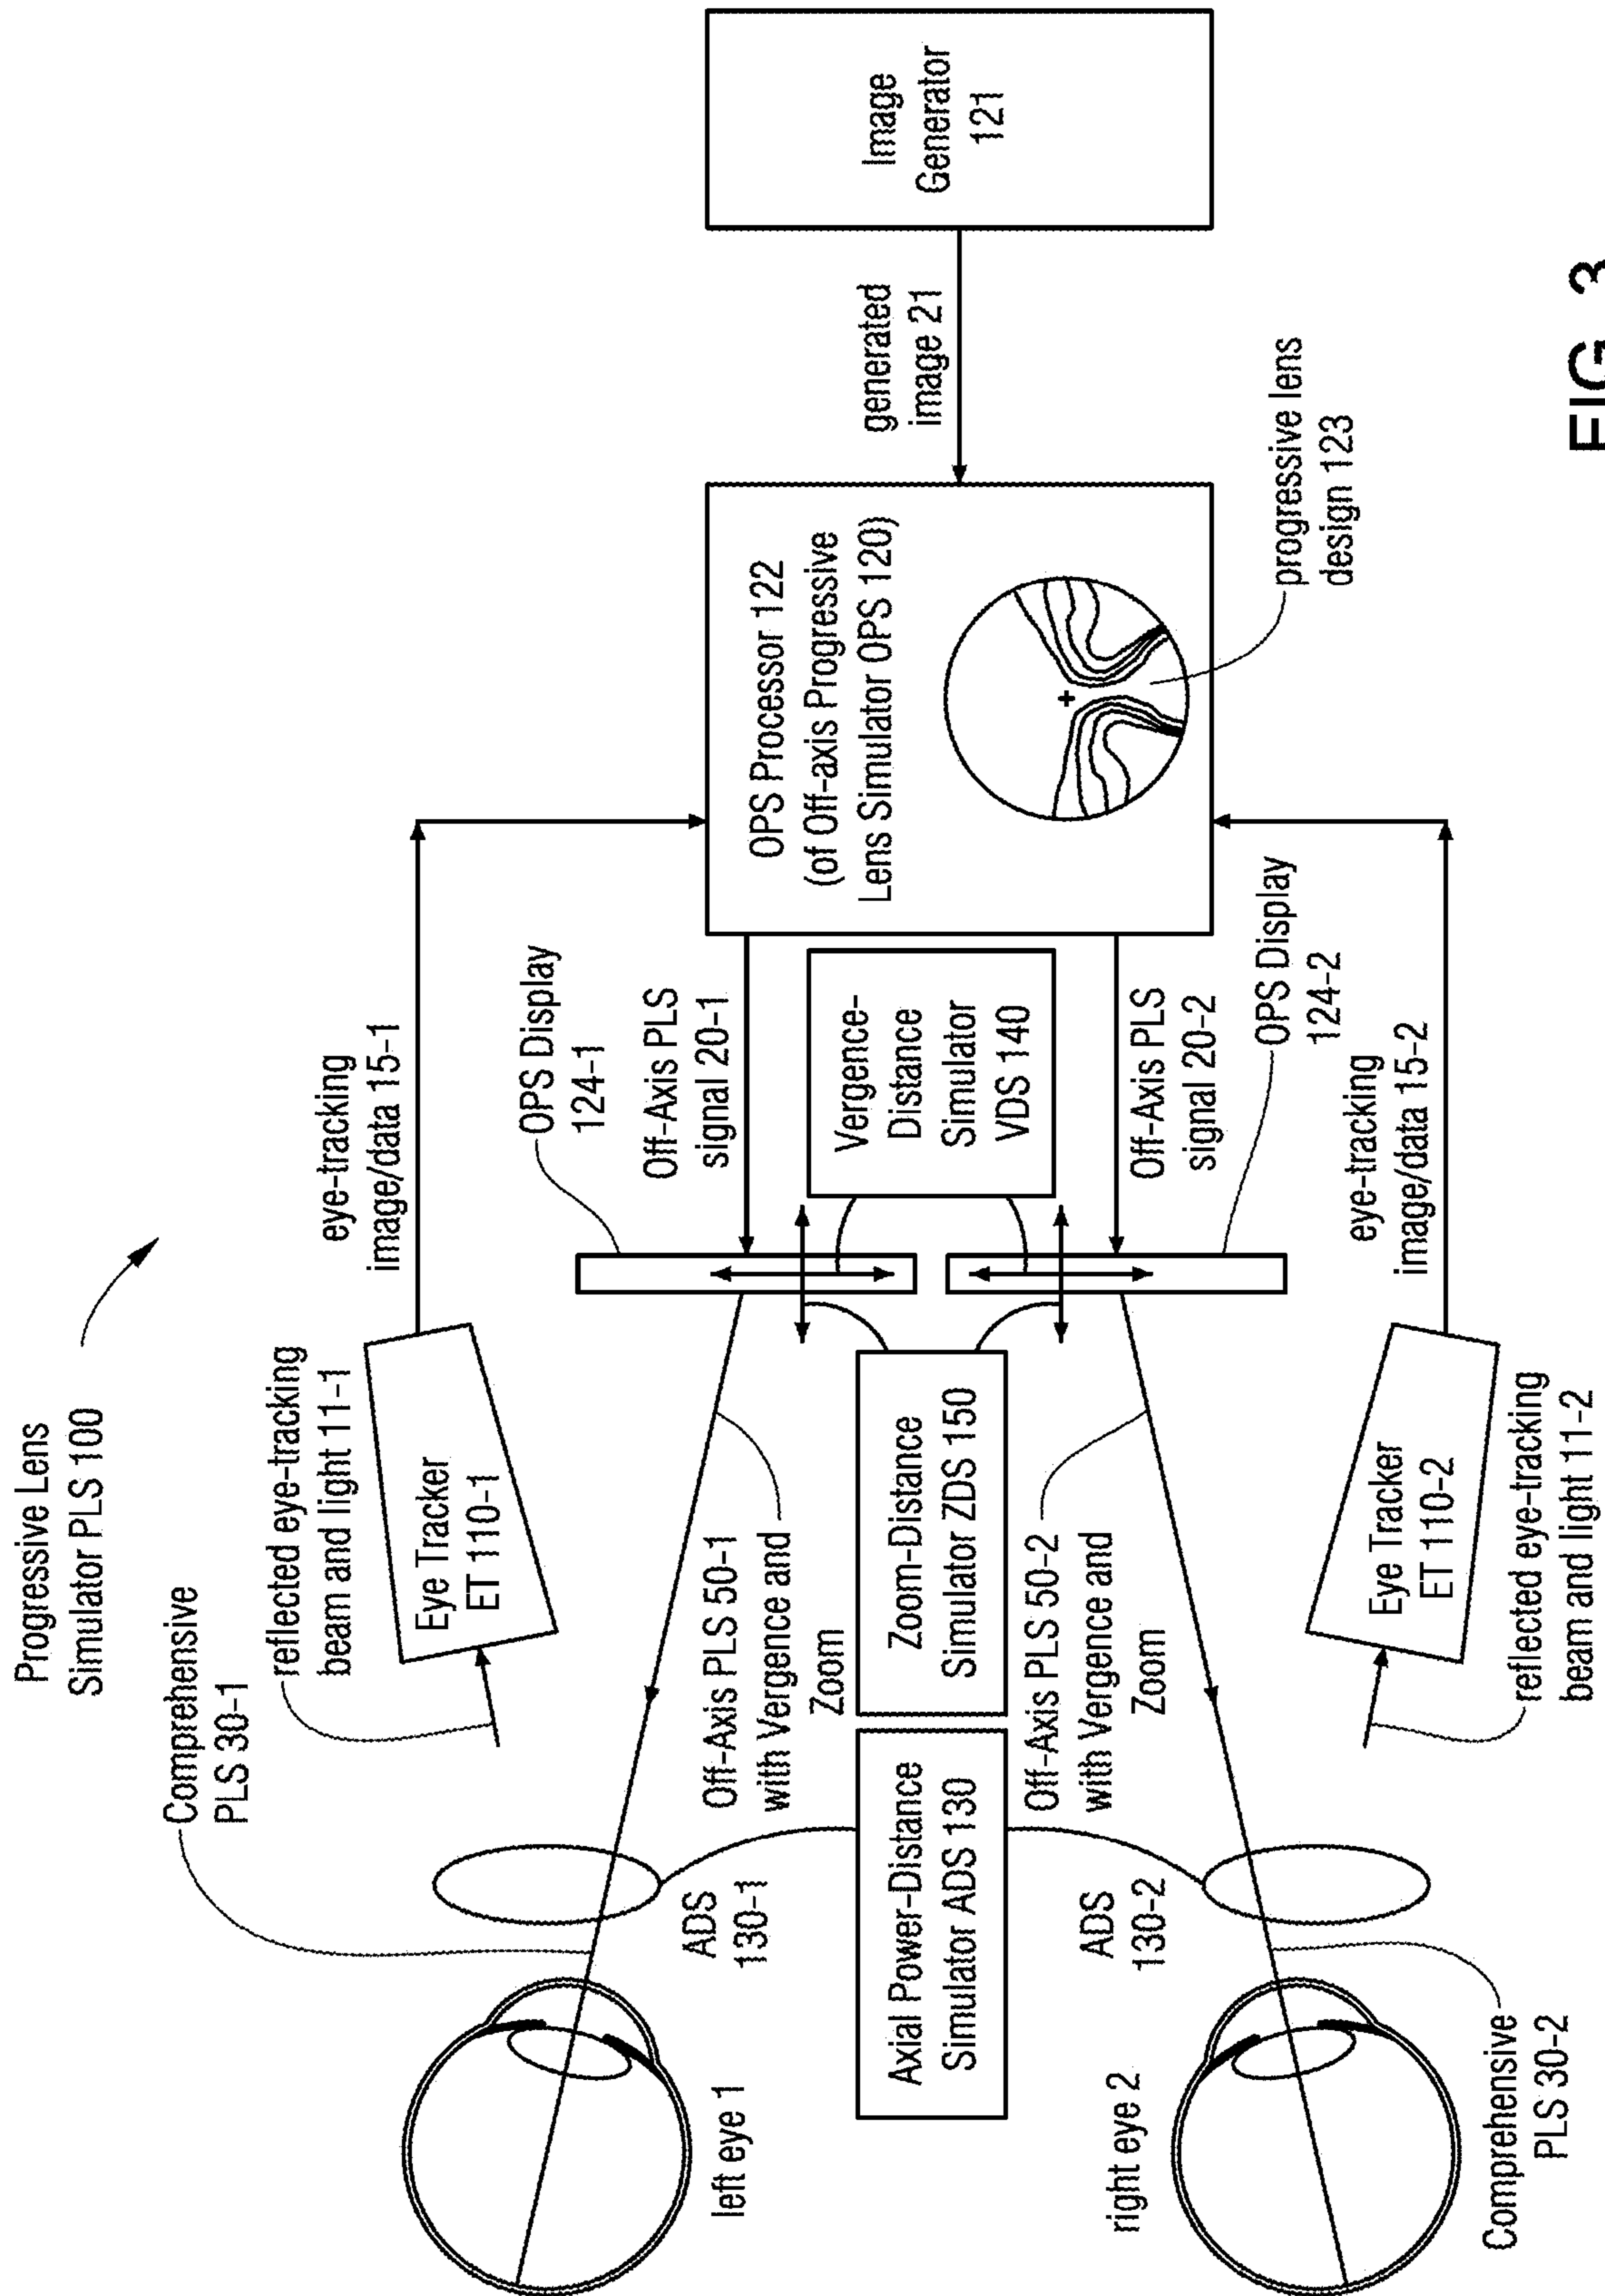 Progressive Lens
Simulator PLS 100
Comprehensive
PLS 30-1
reflected eye-tracking
beam and light 11-1
Eye Tracker
ET 110-1
eye-tracking
image/data 15-1
OPS Display
124-1
Off-Axis PLS
signal 20-1
left eye 1
ADS
130-1
Off-Axis PLS 50-1
with Vergence and
Zoom
Axial Power-Distance
Simulator ADS 130
Zoom-Distance
Simulator ZDS 150
Vergence-
Distance
Simulator
VDS 140
OPS Processor 122
(of Off-axis Progressive
Lens Simulator OPS 120)
generated
image 21
Image
Generator
121
progressive lens
design 123
right eye 2
ADS
130-2
Off-Axis PLS 50-2
with Vergence and
Zoom
Off-Axis PLS
signal 20-2
OPS Display
124-2
Comprehensive
PLS 30-2
Eye Tracker
ET 110-2
reflected eye-tracking
beam and light 11-2
eye-tracking
image/data 15-2
FIG. 3